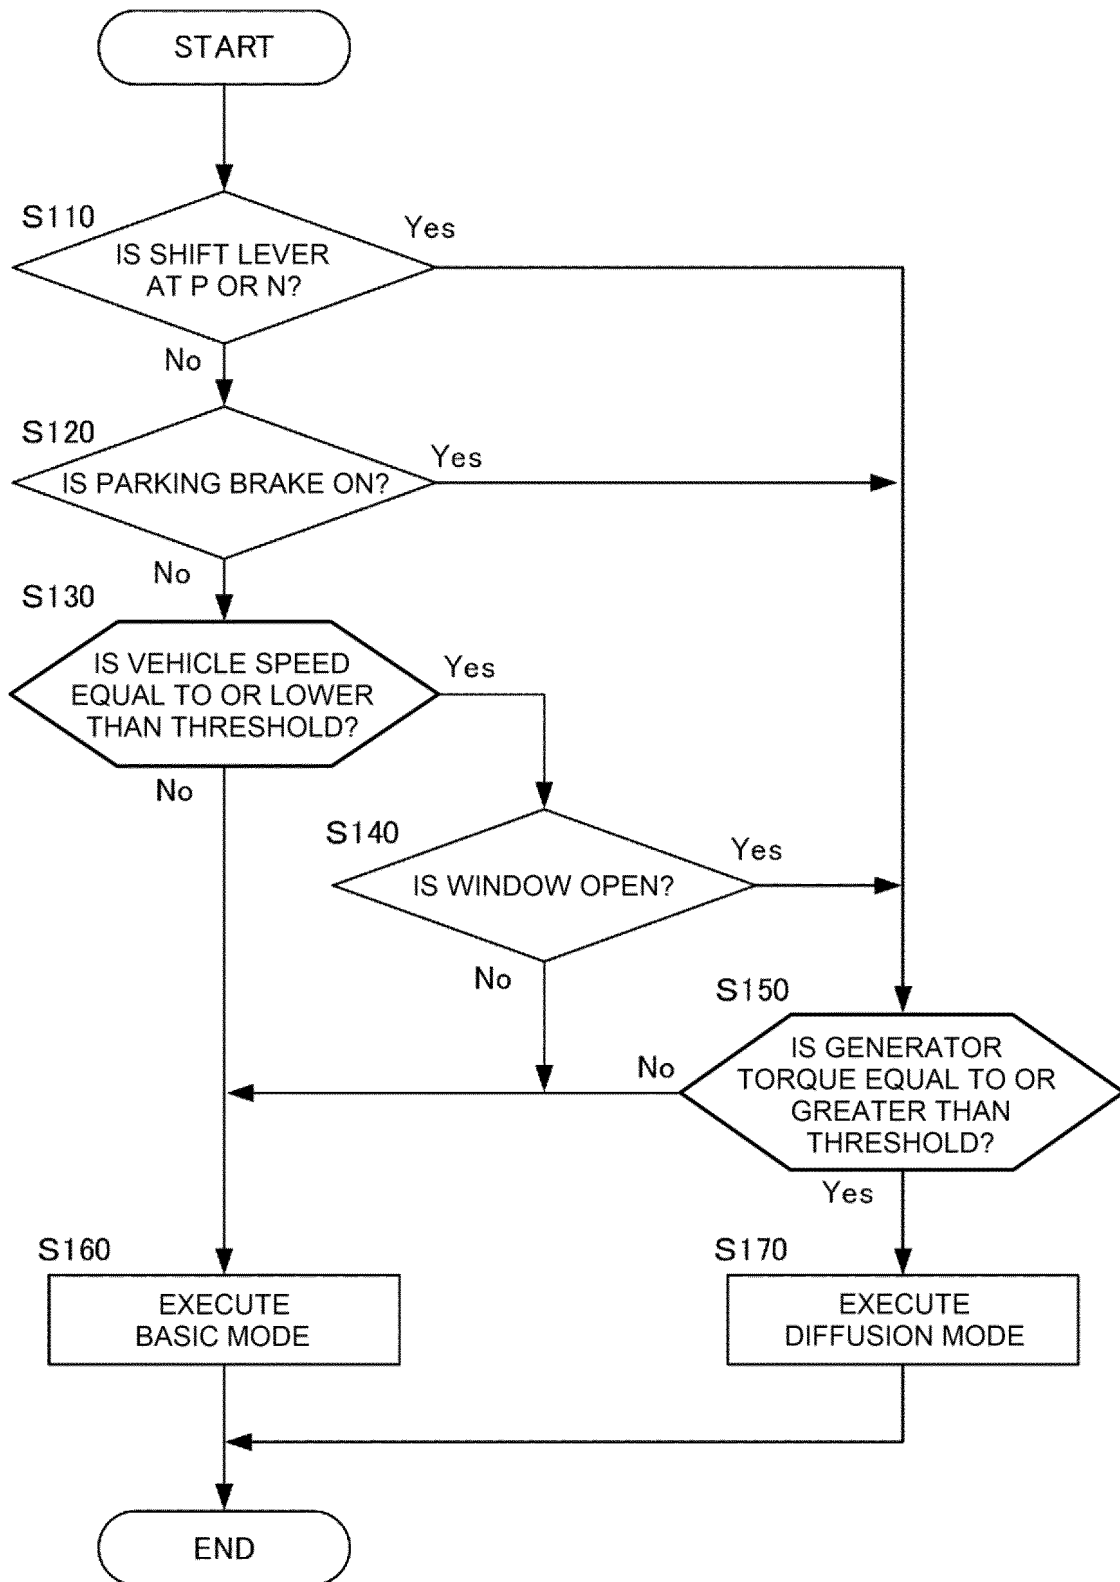 START
S110
Yes
IS SHIFT LEVER
AT P OR N?
No
S120
Yes
IS PARKING BRAKE ON?
No
S130
IS VEHICLE SPEED
EQUAL TO OR LOWER
THAN THRESHOLD?
Yes
No
S140
Yes
IS WINDOW OPEN?
No
S150
IS GENERATOR
TORQUE EQUAL TO OR
GREATER THAN
THRESHOLD?
No
Yes
S160
EXECUTE
BASIC MODE
S170
EXECUTE
DIFFUSION MODE
END